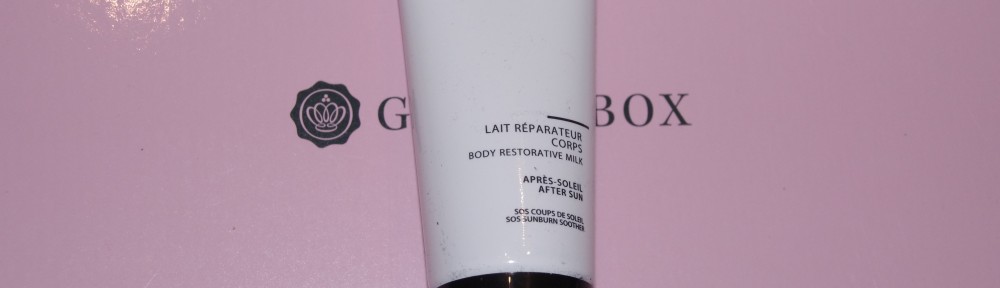 G BOX
LAIT RÉPARATEUR
CORPS
BODY RESTORATIVE MILK
APRÈS-SOLEIL
AFTER SUN
SOS COUPS DE SOLEIL
SOS SUNBURN SOOTHER